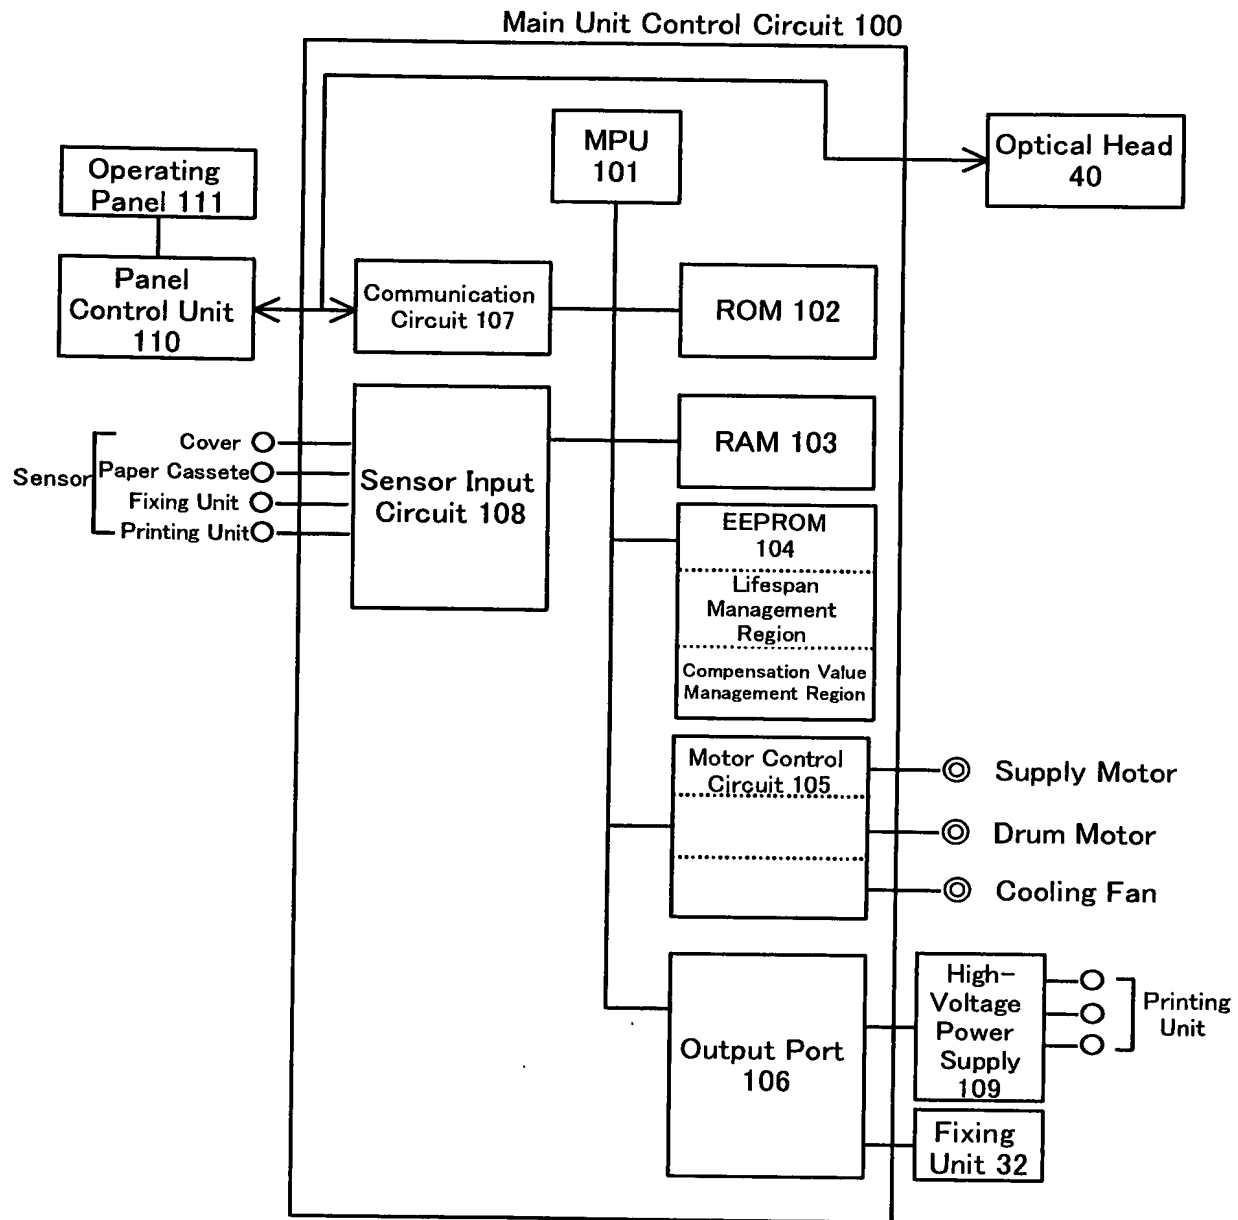 Main Unit Control Circuit 100
MPU
101
Optical Head
40
Operating
Panel 111
Panel
Control Unit
110
Communication
Circuit 107
ROM 102
Sensor
Cover
Paper Cassete
Fixing Unit
Printing Unit
Sensor Input
Circuit 108
RAM 103
EEPROM
104
Lifespan
Management
Region
Compensation Value
Management Region
Motor Control
Circuit 105
Supply Motor
Drum Motor
Cooling Fan
Output Port
106
High-
Voltage
Power
Supply
109
Printing
Unit
Fixing
Unit 32